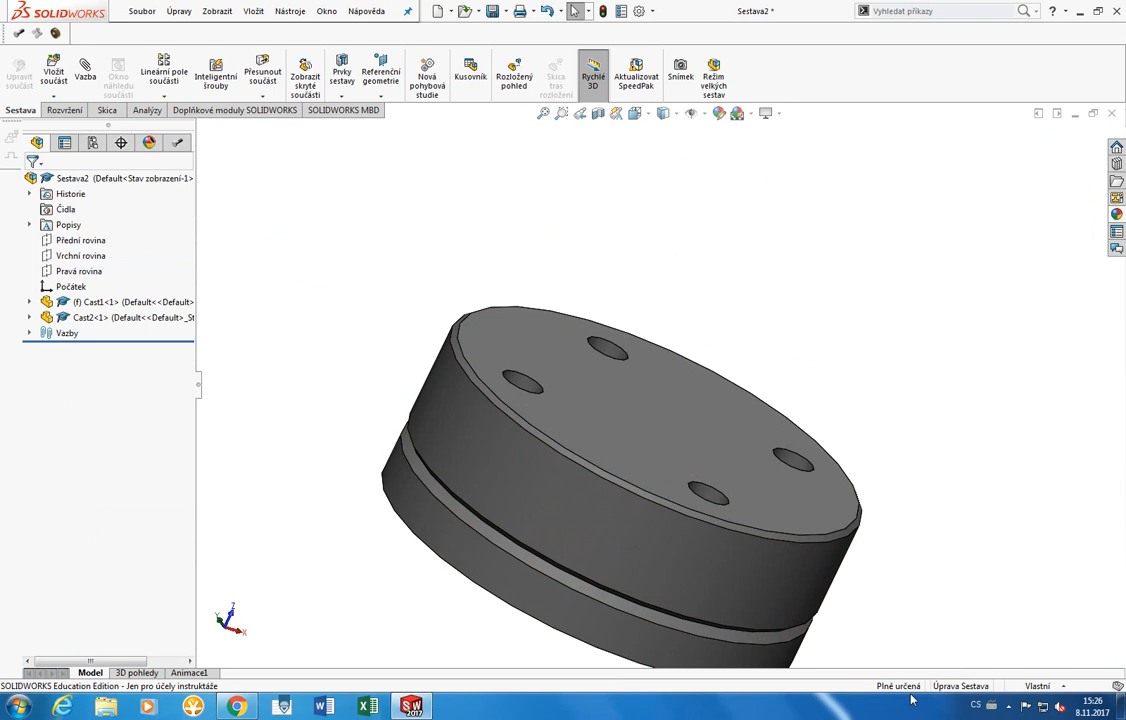 SOLIDWORKS
Soubor Úpravy Zobrazit Vložit Nástroje Okno Nápověda
Sestava2 *
Vyhledat příkazy
Upravit součást
Vložit součást
Vazba
Okno náhledu součásti
Lineární pole součástí
Inteligentní šrouby
Přesunout součást
Zobrazit skryté součásti
Prvky sestavy
Referenční geometrie
Nová pohybová studie
Kusovník
Rozložený pohled
Skica tras rozložení
Rychlé 3D
Aktualizovat SpeedPak
Snímek
Režim velkých sestav
Sestava Rozvržení Skica Analýzy Doplňkové moduly SOLIDWORKS SOLIDWORKS MBD
Sestava2 (Default<Stav zobrazení-1>
Historie
Čidla
Popisy
Přední rovina
Vrchní rovina
Pravá rovina
Počátek
(f) Cast1<1> (Default<<Default>
Cast2<1> (Default<<Default>_St
Vazby
Z
Y
X
Model 3D pohledy Animace1
SOLIDWORKS Education Edition - Jen pro účely instruktáže
Plně určená Úprava Sestava Vlastní
SW 2017
CS
15:26
8.11.2017